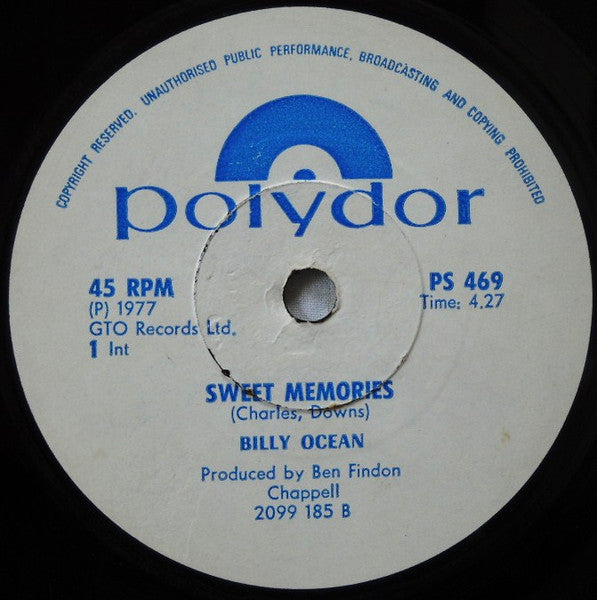 COPYRIGHT RESERVED. UNAUTHORISED PUBLIC PERFORMANCE, BROADCASTING AND COPYING PROHIBITED
polydor
45 RPM
(P) 1977
GTO Records Ltd.
1 Int
PS 469
Time: 4.27
SWEET MEMORIES
(Charles, Downs)
BILLY OCEAN
Produced by Ben Findon
Chappell
2099 185 B